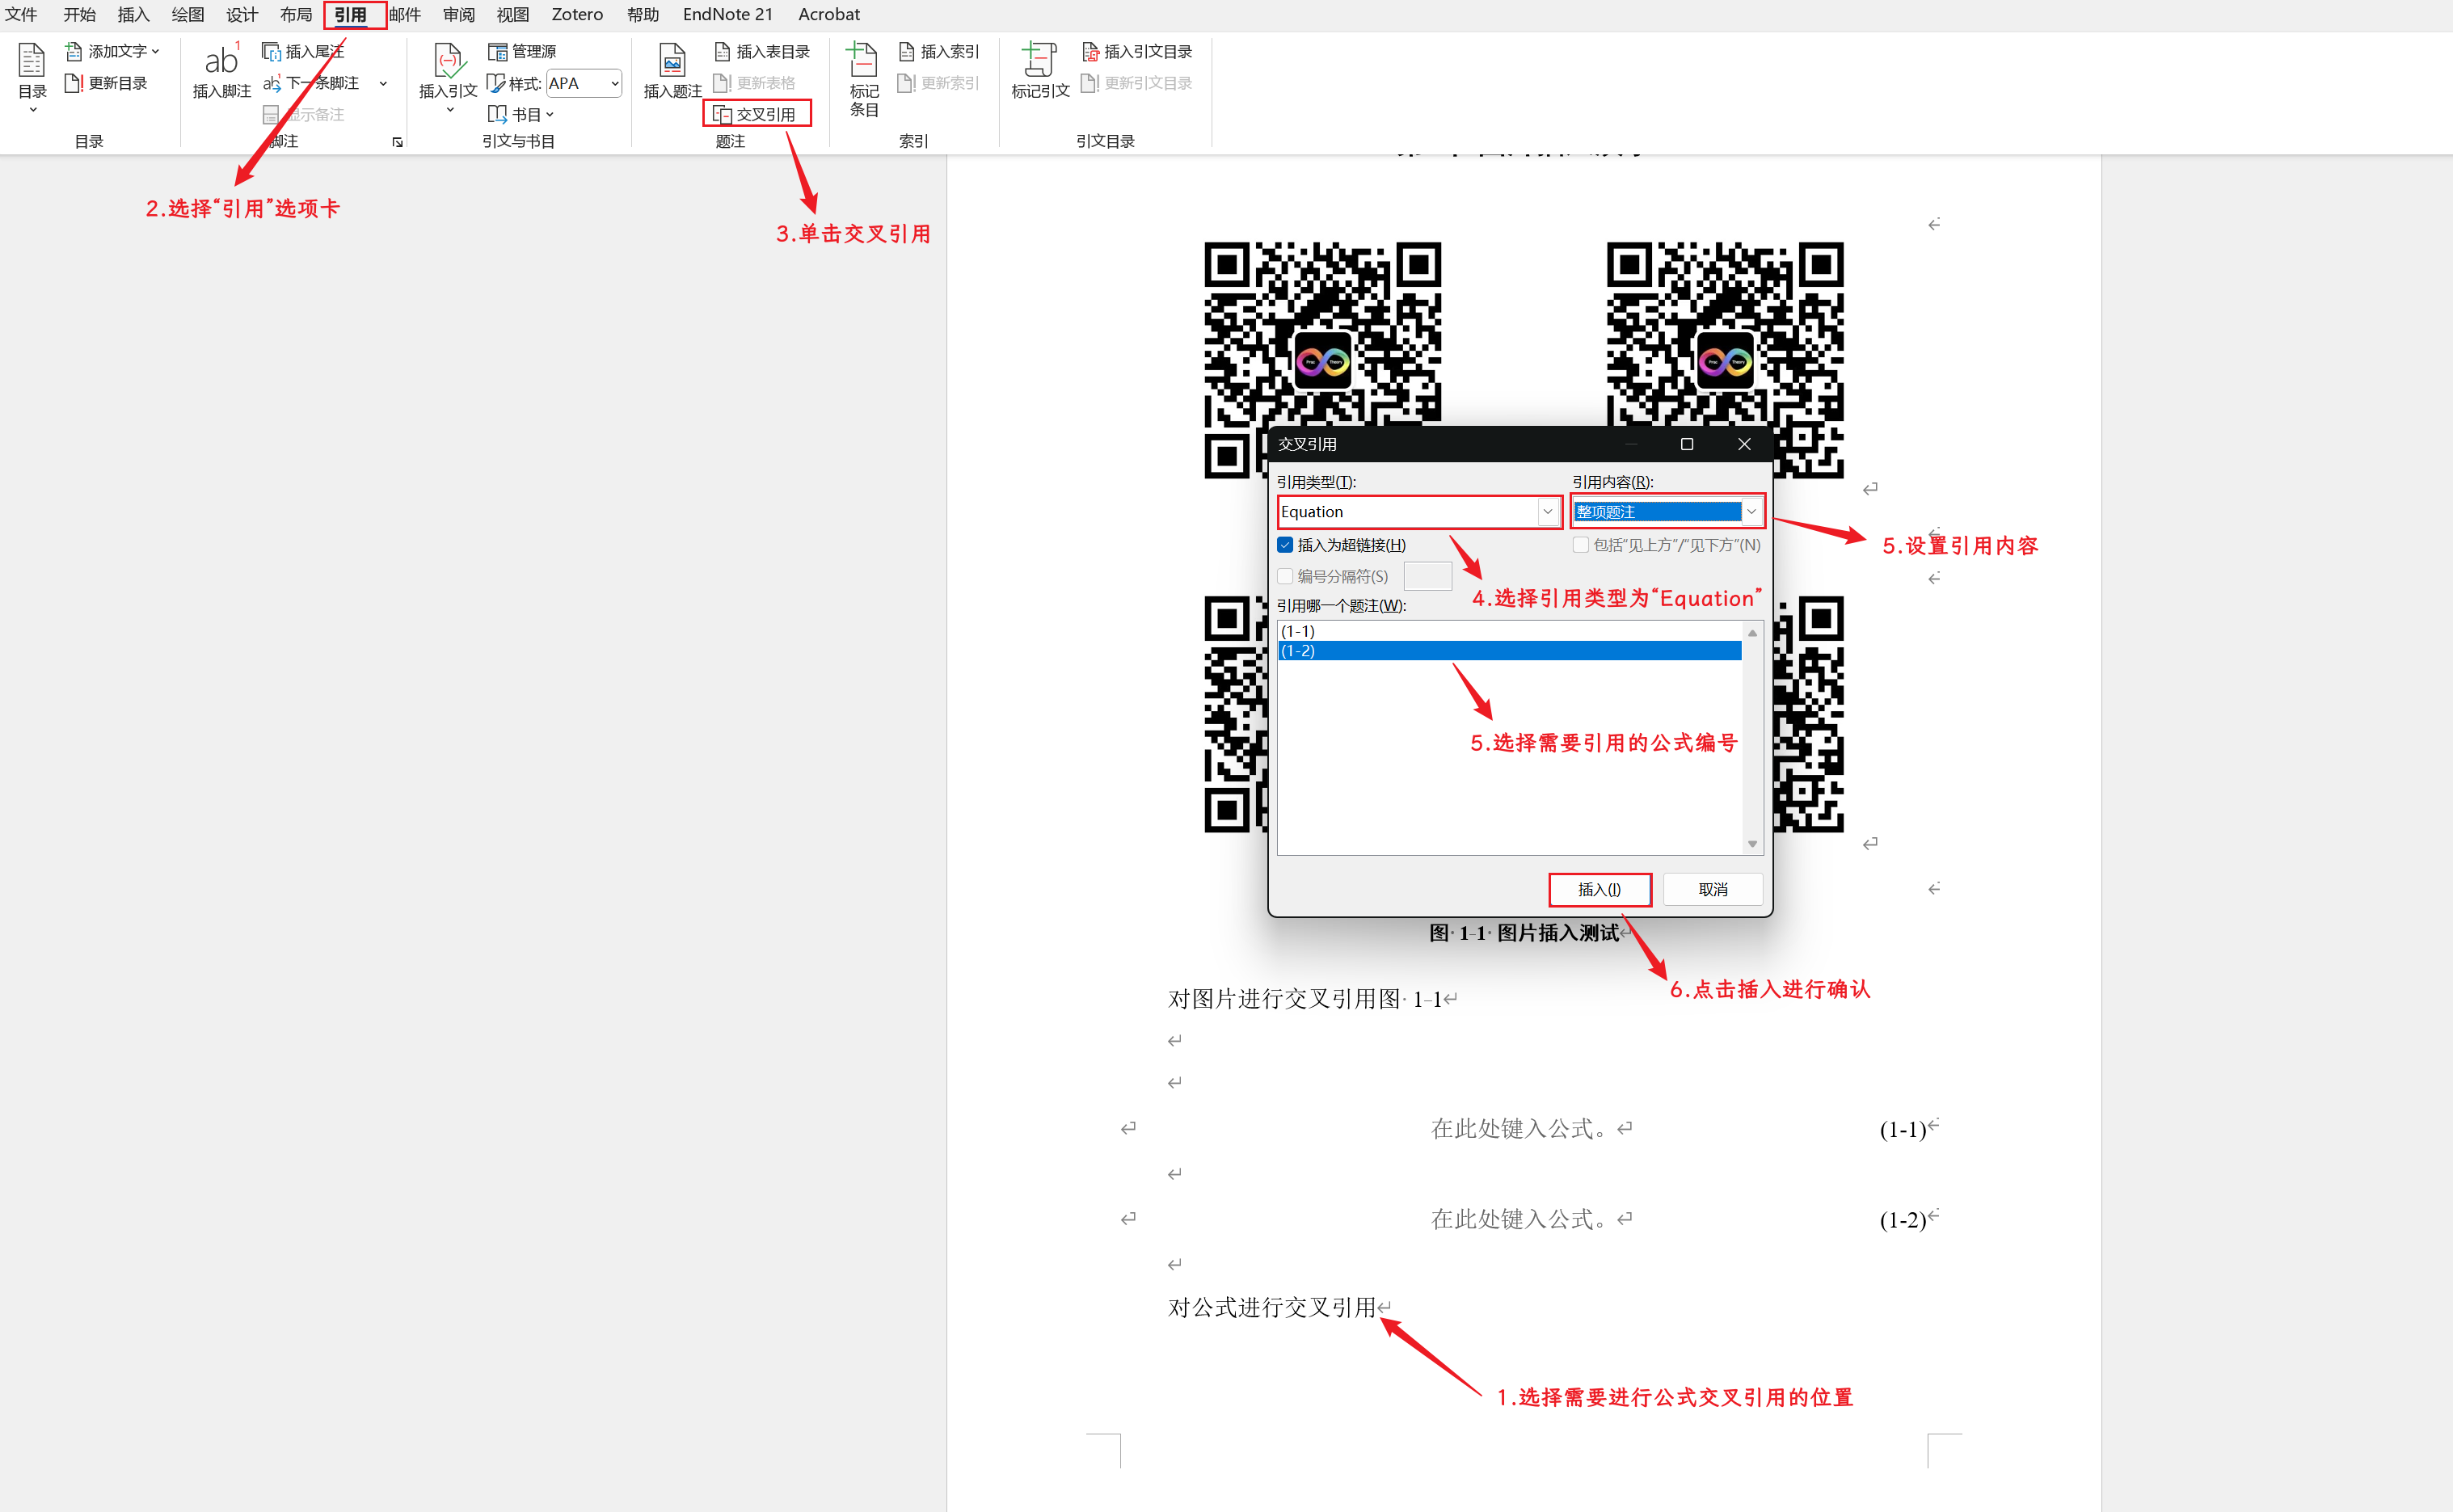 文件 开始 插入 绘图 设计 布局 引用 邮件 审阅 视图 Zotero 帮助 EndNote 21 Acrobat
目录
添加文字
更新目录
目录
插入脚注
插入尾注
下一条脚注
显示备注
脚注
插入引文
管理源
样式: APA
书目
引文与书目
插入题注
插入表目录
更新表格
交叉引用
题注
标记
条目
插入索引
更新索引
索引
标记引文
插入引文目录
更新引文目录
引文目录
2.选择“引用”选项卡
3.单击交叉引用
交叉引用
引用类型(T):
引用内容(R):
Equation
整项题注
插入为超链接(H)
包括“见上方”/“见下方”(N)
编号分隔符(S)
引用哪一个题注(W):
(1-1)
(1-2)
4.选择引用类型为“Equation”
5.设置引用内容
5.选择需要引用的公式编号
插入(I)
取消
6.点击插入进行确认
图 1-1 图片插入测试
对图片进行交叉引用图 1-1
在此处键入公式。 (1-1)
在此处键入公式。 (1-2)
对公式进行交叉引用
1.选择需要进行公式交叉引用的位置